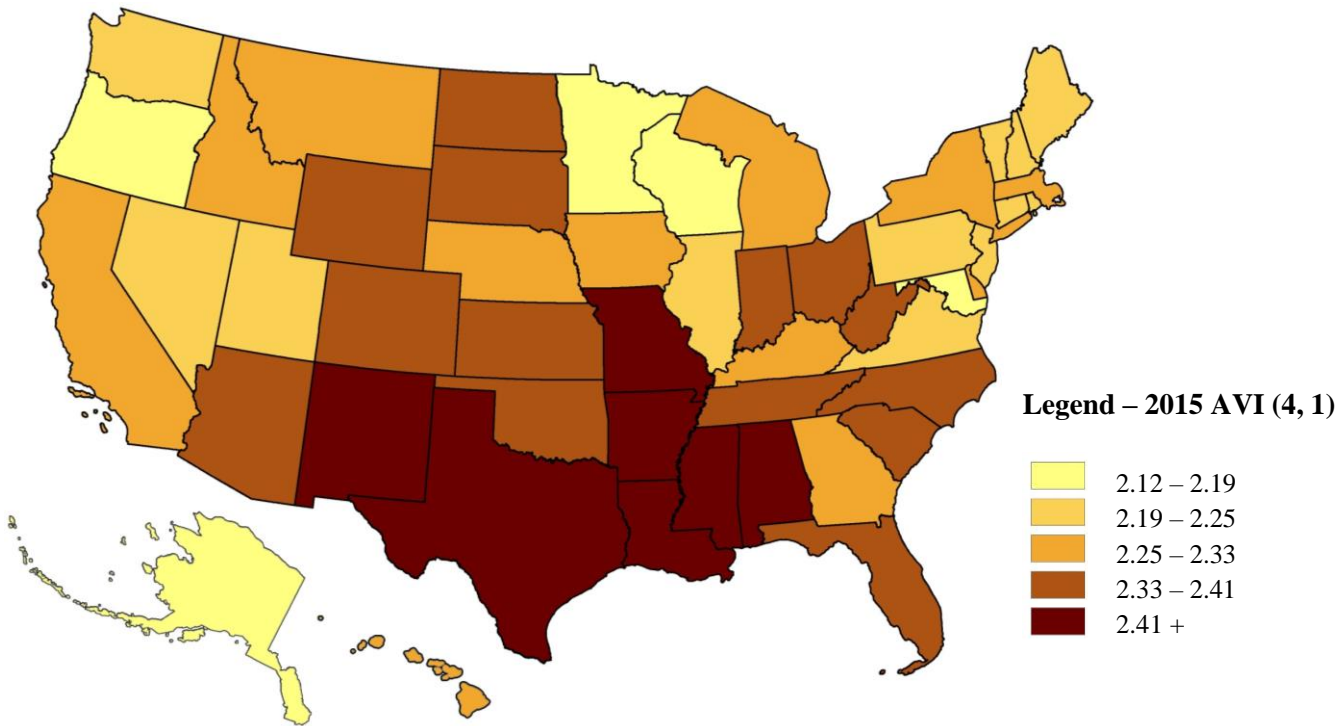 Legend – 2015 AVI (4, 1)
2.12 – 2.19
2.19 – 2.25
2.25 – 2.33
2.33 – 2.41
2.41 +